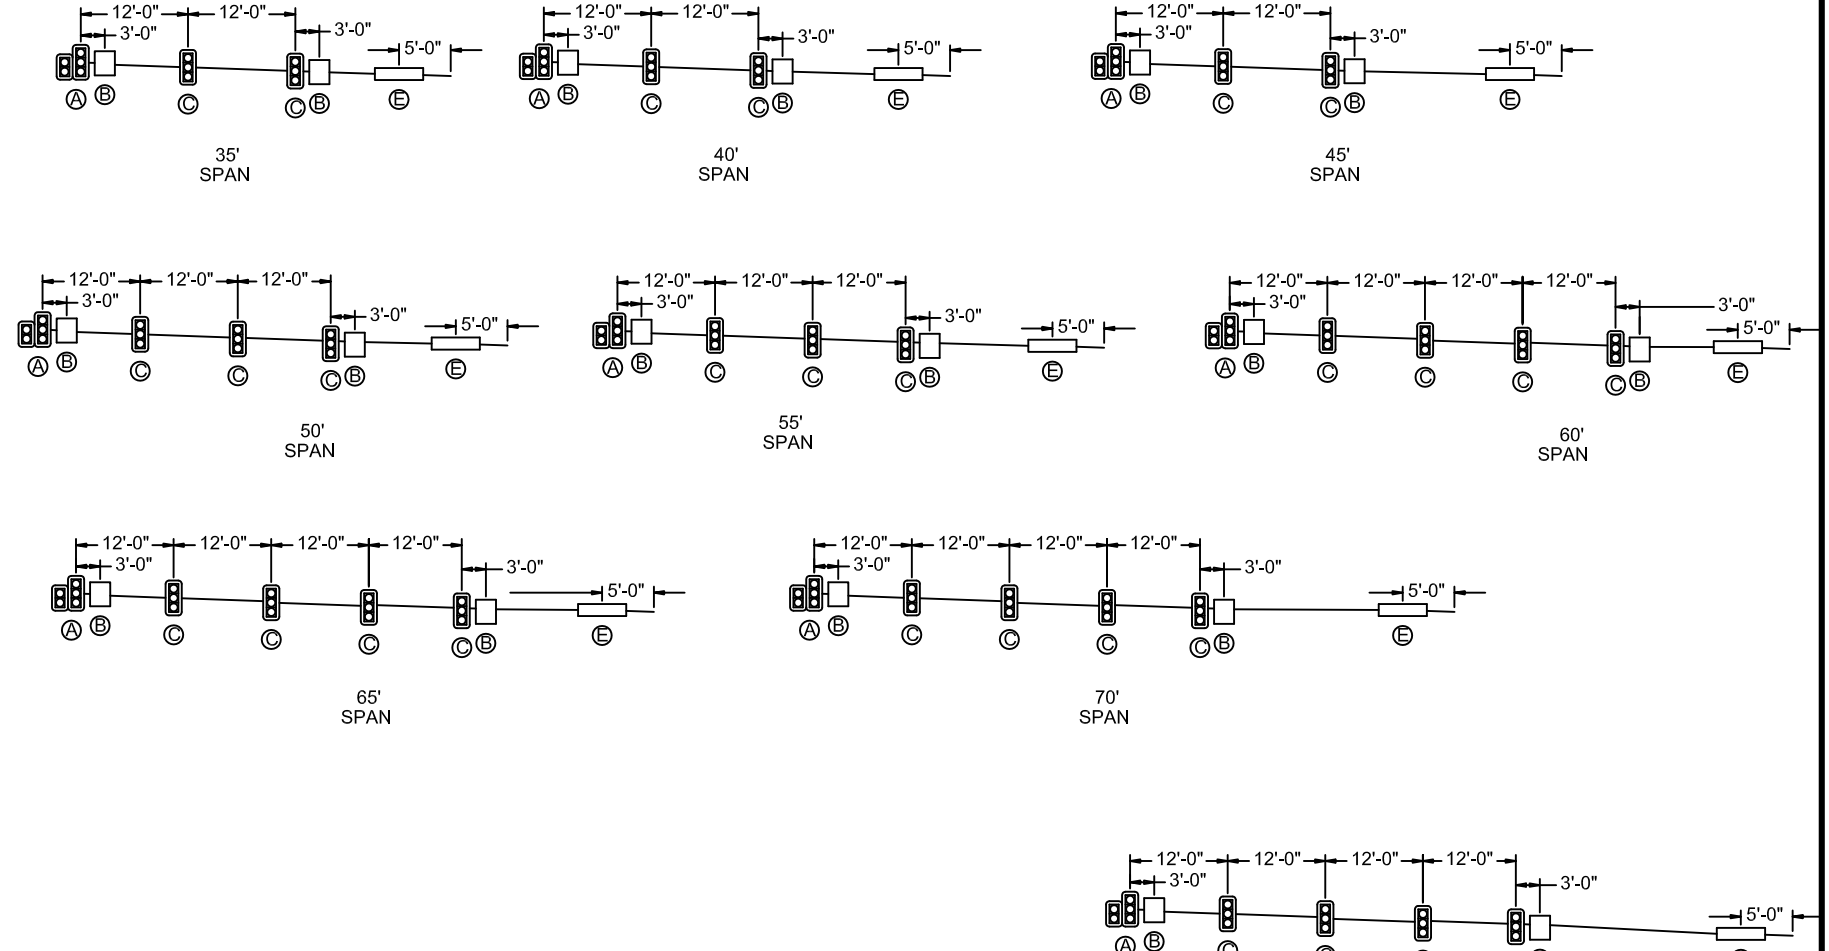 12'-0" 12'-0"
3'-0" 3'-0" 5'-0"
A B C C B E
35'
SPAN
12'-0" 12'-0"
3'-0" 3'-0" 5'-0"
A B C C B E
40'
SPAN
12'-0" 12'-0"
3'-0" 3'-0" 5'-0"
A B C C B E
45'
SPAN
12'-0" 12'-0" 12'-0"
3'-0" 3'-0" 5'-0"
A B C C C B E
50'
SPAN
12'-0" 12'-0" 12'-0"
3'-0" 3'-0" 5'-0"
A B C C C B E
55'
SPAN
12'-0" 12'-0" 12'-0" 12'-0"
3'-0" 3'-0" 5'-0"
A B C C C C B E
60'
SPAN
12'-0" 12'-0" 12'-0" 12'-0"
3'-0" 3'-0" 5'-0"
A B C C C C B E
65'
SPAN
12'-0" 12'-0" 12'-0" 12'-0"
3'-0" 3'-0" 5'-0"
A B C C C C B E
70'
SPAN
12'-0" 12'-0" 12'-0" 12'-0"
3'-0" 3'-0" 5'-0"
A B